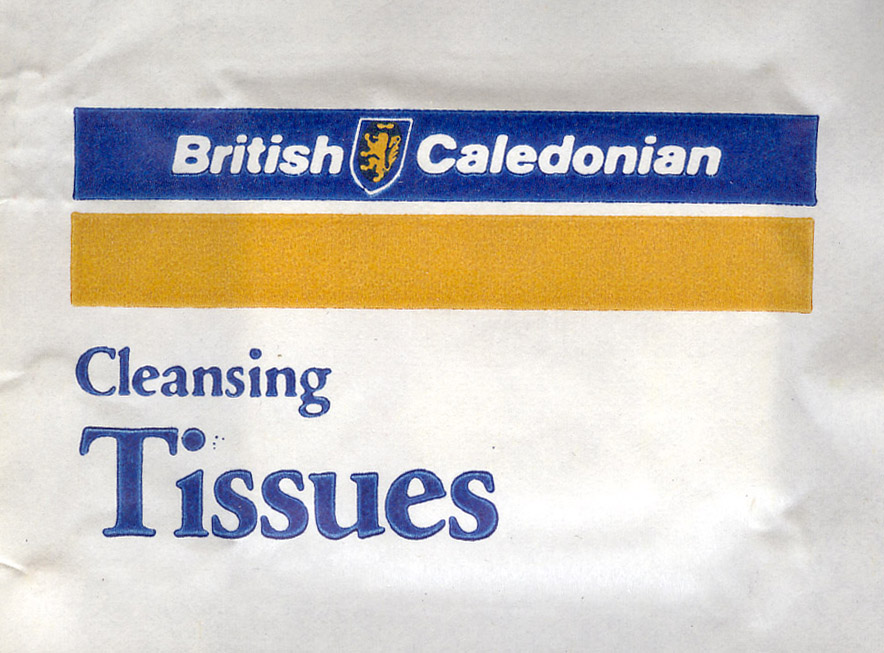 British Caledonian
Cleansing
Tissues